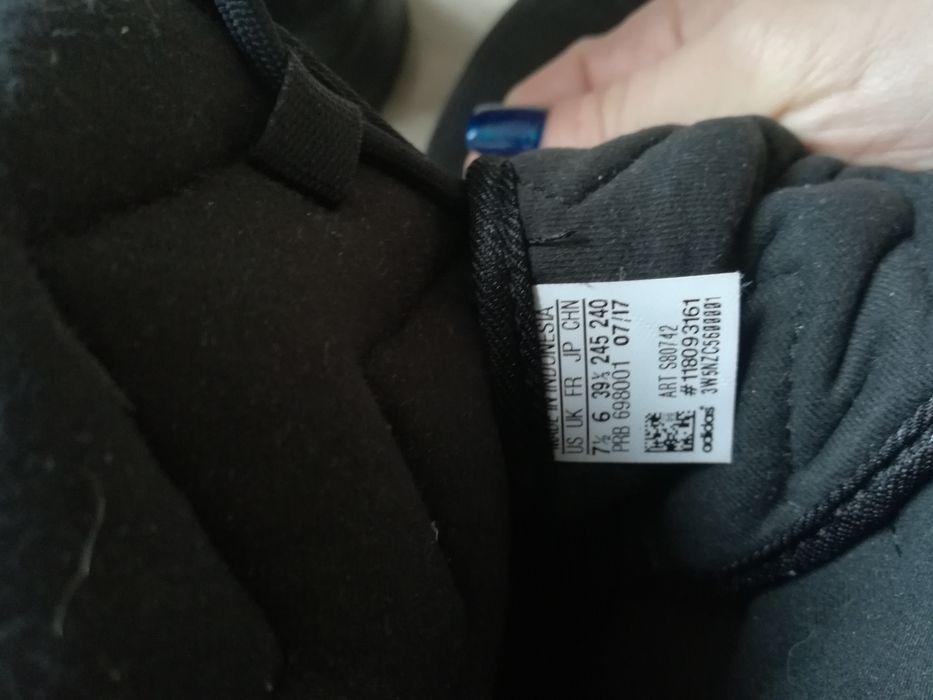 MADE IN INDONESIA
US UK FR JP CHN
7½ 6 39⅓ 245 240
PRB 698001 07/17
ART S80742
#118093161
adidas 3W5NZC5600001